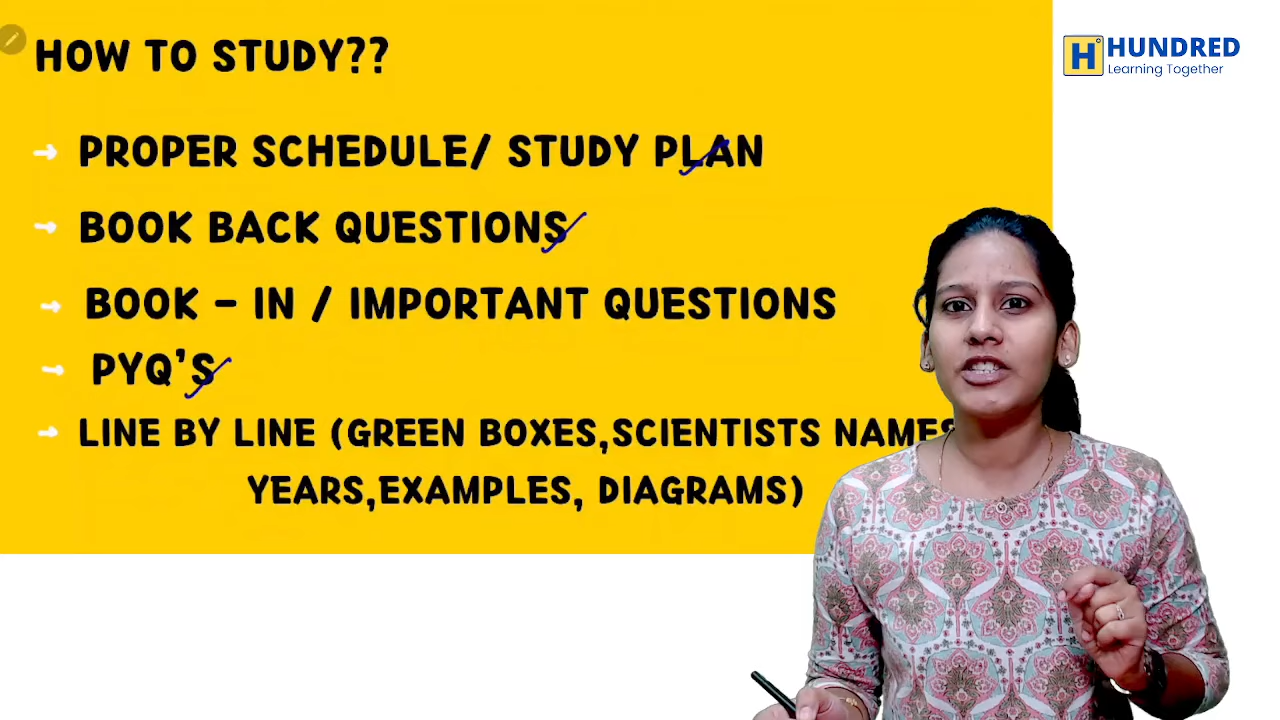 HOW TO STUDY??
HUNDRED
Learning Together
PROPER SCHEDULE/ STUDY PLAN
BOOK BACK QUESTIONS
BOOK – IN / IMPORTANT QUESTIONS
PYQ'S
LINE BY LINE (GREEN BOXES,SCIENTISTS NAMES
YEARS,EXAMPLES, DIAGRAMS)